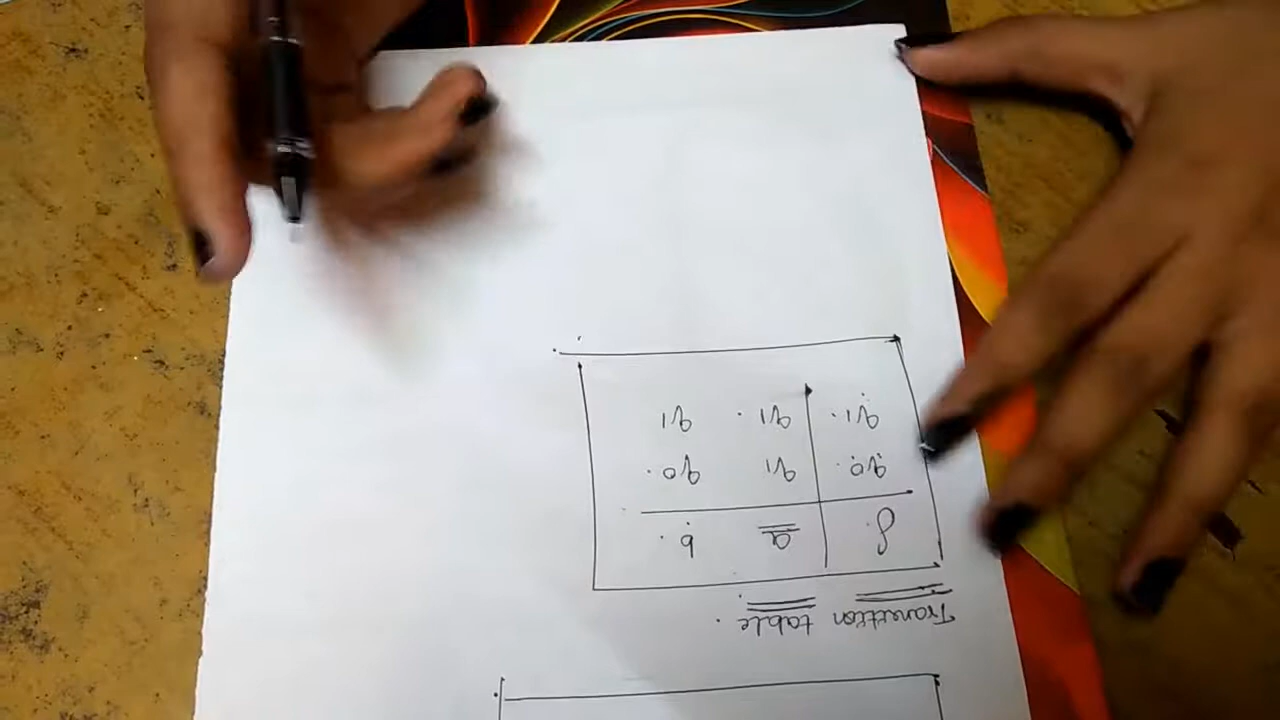 Transition table.
δ a b.
q0. q1 q0.
q1. q1. q1